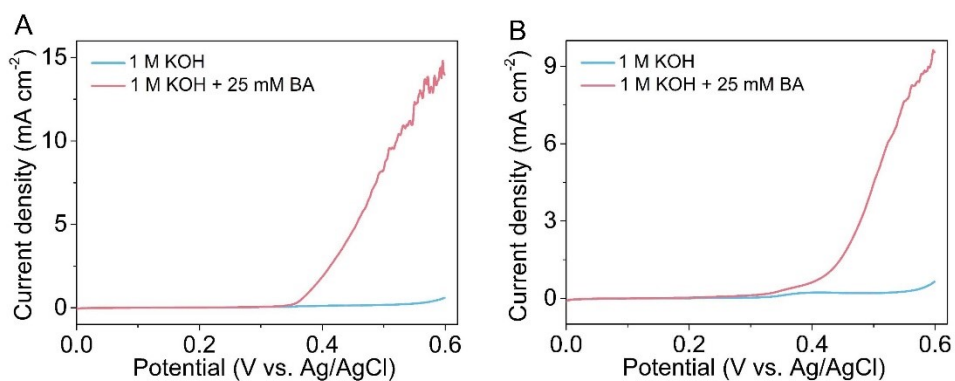 A
Current density (mA cm⁻²)
15
10
5
0
1 M KOH
1 M KOH + 25 mM BA
0.0
0.2
0.4
0.6
Potential (V vs. Ag/AgCl)
B
Current density (mA cm⁻²)
9
6
3
0
1 M KOH
1 M KOH + 25 mM BA
0.0
0.2
0.4
0.6
Potential (V vs. Ag/AgCl)